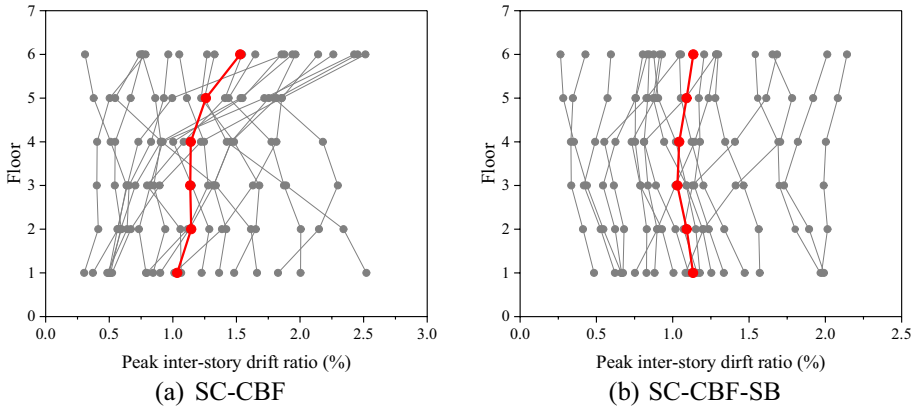 7
6
5
4
3
2
1
0
Floor
0.0 0.5 1.0 1.5 2.0 2.5 3.0
Peak inter-story drift ratio (%)
(a) SC-CBF
7
6
5
4
3
2
1
0
Floor
0.0 0.5 1.0 1.5 2.0 2.5
Peak inter-story dirft ratio (%)
(b) SC-CBF-SB